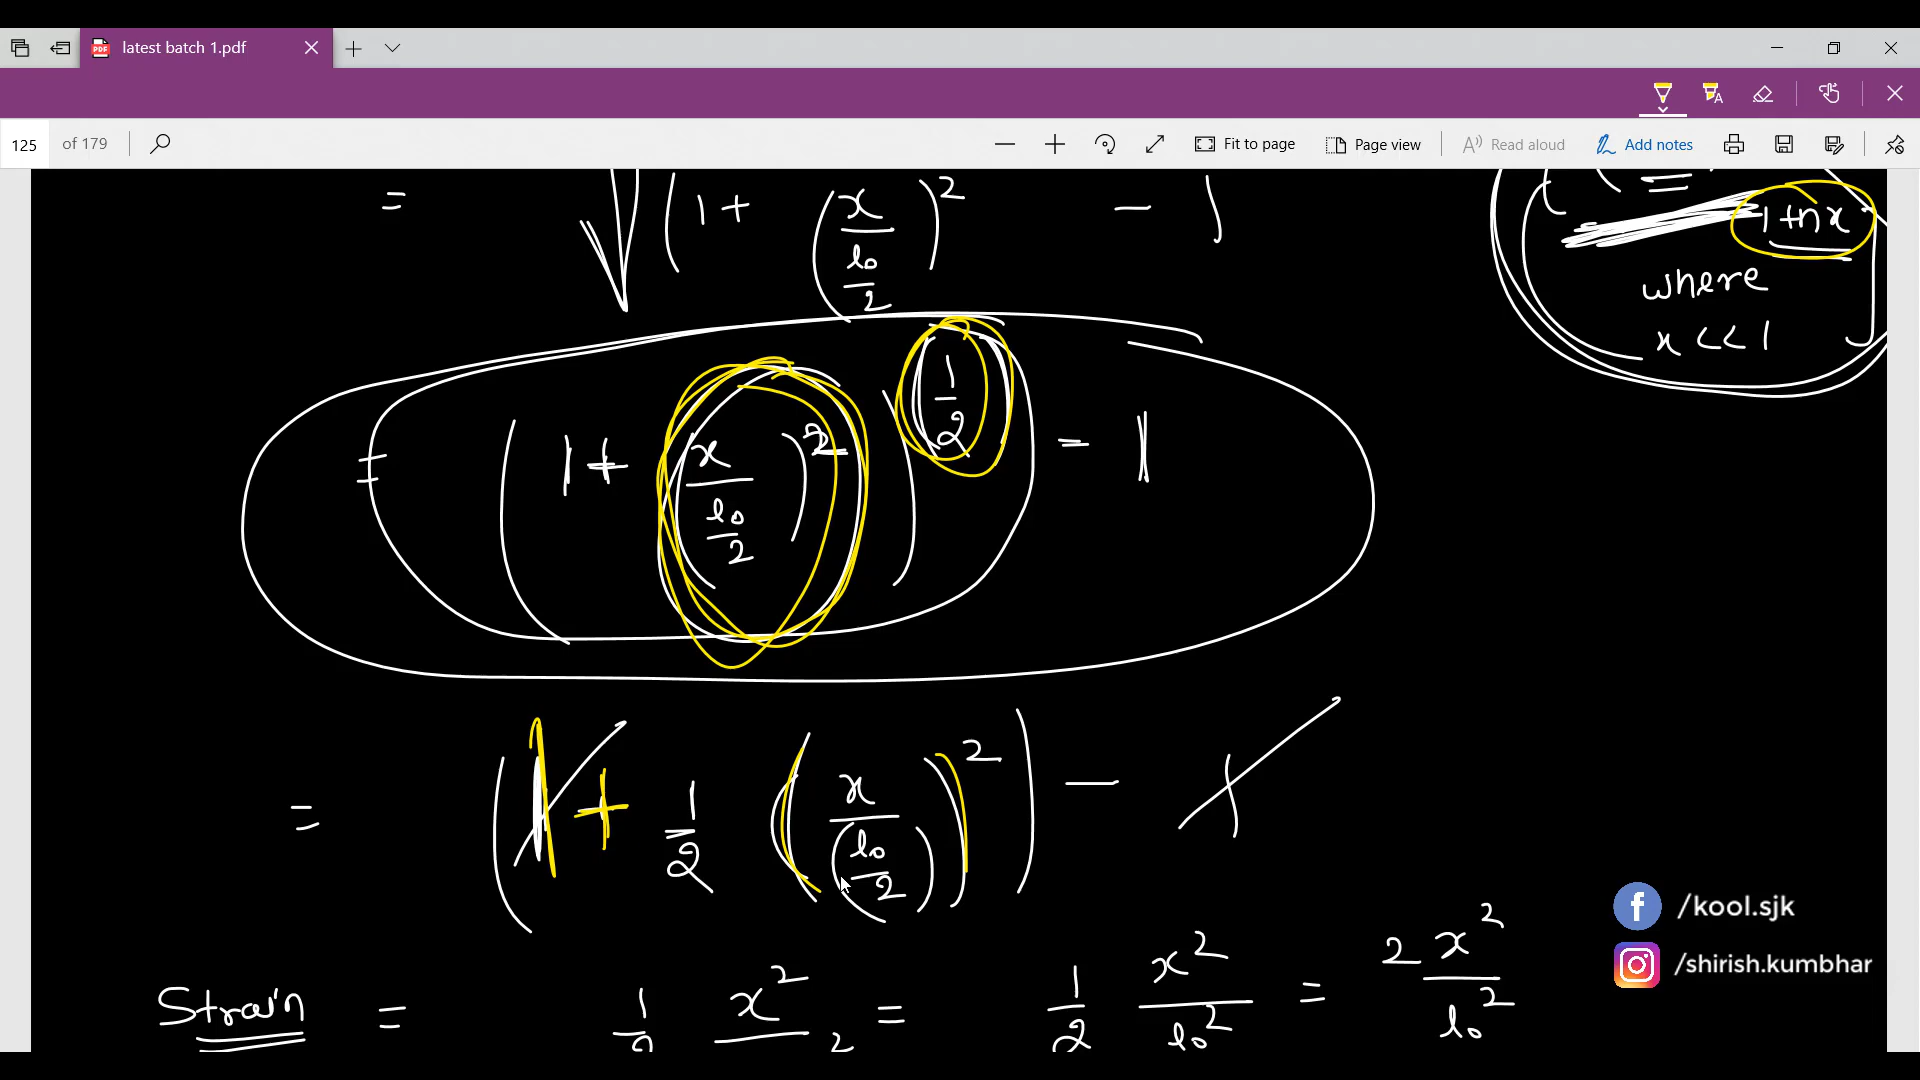 latest batch 1.pdf
125 of 179
Fit to page
Page view
Read aloud
Add notes
= √(1 + (x/(l₀/2))² - 1
1+nx
where
x << 1
= (1 + (x/(l₀/2))²)^(1/2) - 1
= (1 + 1/2 (x/(l₀/2))²) - 1
/kool.sjk
/shirish.kumbhar
Strain = 1/2 x² = 1/2 x²/l₀² = 2x²/l₀²